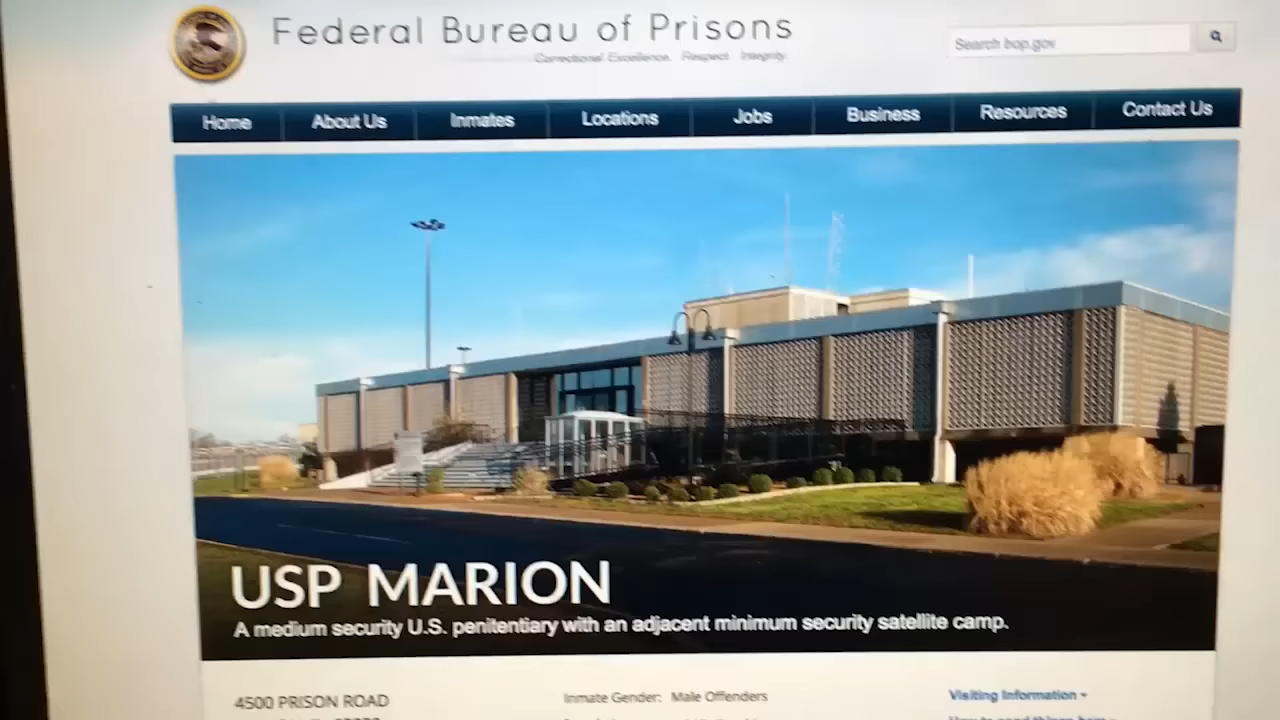 Federal Bureau of Prisons
Correctional Excellence. Respect. Integrity.
Search bop.gov
Home About Us Inmates Locations Jobs Business Resources Contact Us
USP MARION
A medium security U.S. penitentiary with an adjacent minimum security satellite camp.
4500 PRISON ROAD
Inmate Gender: Male Offenders
Visiting Information